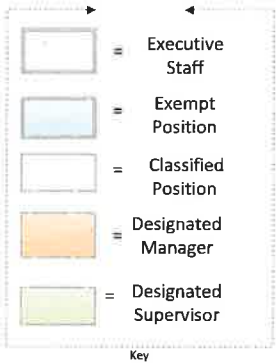 = Executive
Staff
= Exempt
Position
= Classified
Position
= Designated
Manager
= Designated
Supervisor
Key